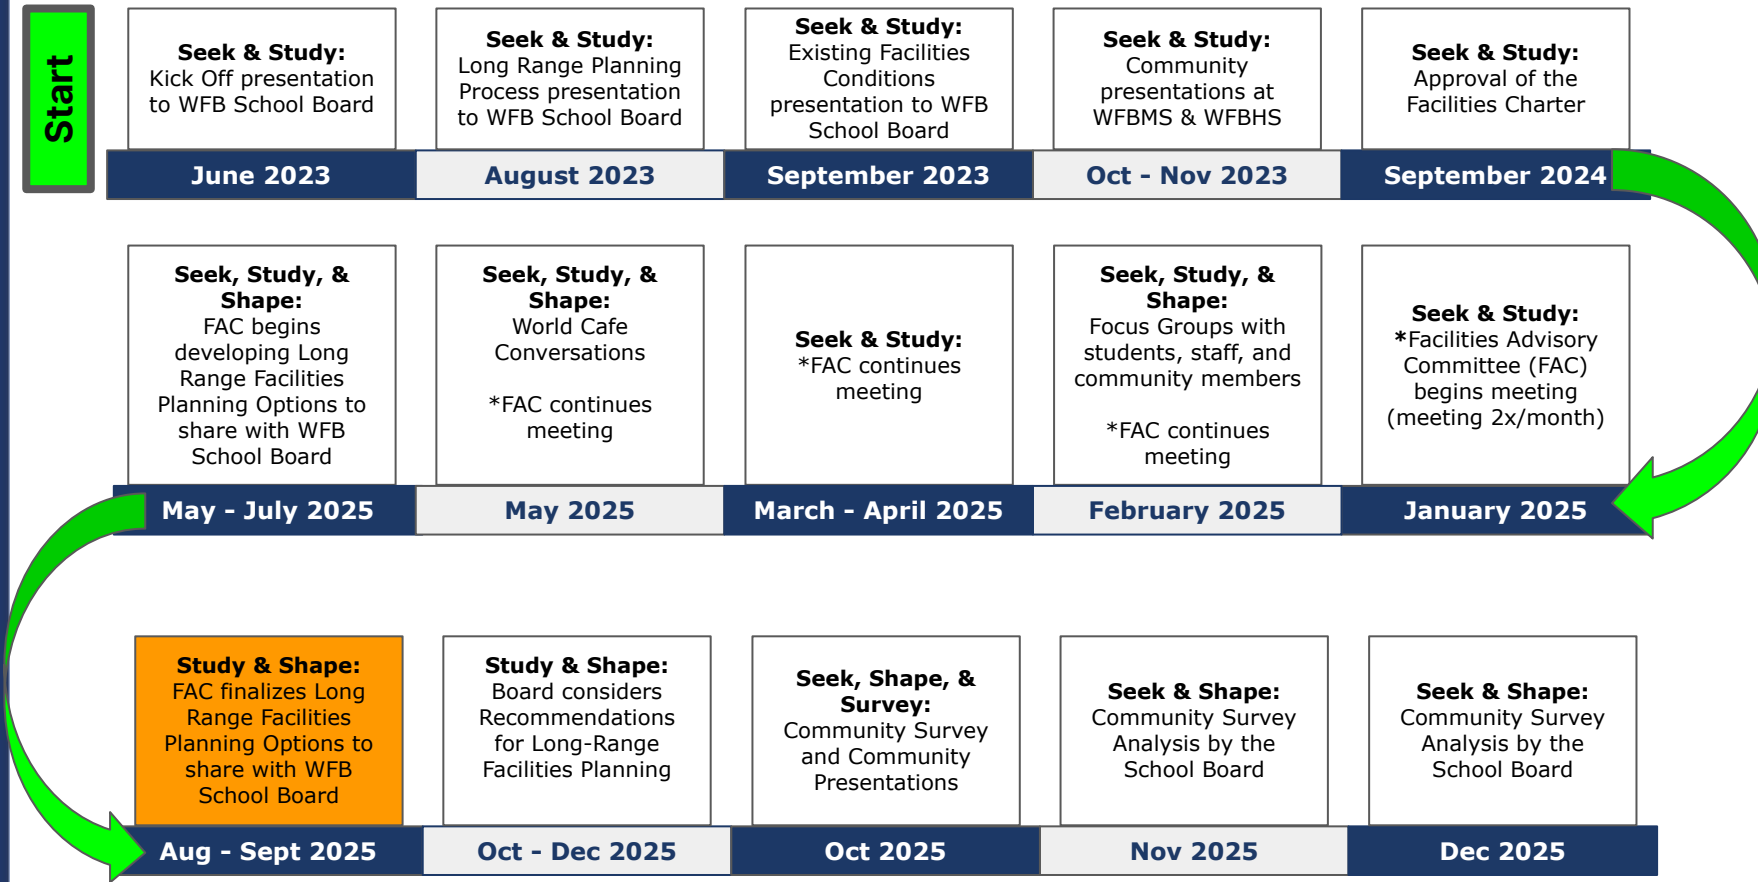 Start
Seek & Study:
Kick Off presentation
to WFB School Board
June 2023
Seek & Study:
Long Range Planning
Process presentation
to WFB School Board
August 2023
Seek & Study:
Existing Facilities
Conditions
presentation to WFB
School Board
September 2023
Seek & Study:
Community
presentations at
WFBMS & WFBHS
Oct - Nov 2023
Seek & Study:
Approval of the
Facilities Charter
September 2024
Seek, Study, &
Shape:
FAC begins
developing Long
Range Facilities
Planning Options to
share with WFB
School Board
May - July 2025
Seek, Study, &
Shape:
World Cafe
Conversations
*FAC continues
meeting
May 2025
Seek & Study:
*FAC continues
meeting
March - April 2025
Seek, Study, &
Shape:
Focus Groups with
students, staff, and
community members
*FAC continues
meeting
February 2025
Seek & Study:
*Facilities Advisory
Committee (FAC)
begins meeting
(meeting 2x/month)
January 2025
Study & Shape:
FAC finalizes Long
Range Facilities
Planning Options to
share with WFB
School Board
Aug - Sept 2025
Study & Shape:
Board considers
Recommendations
for Long-Range
Facilities Planning
Oct - Dec 2025
Seek, Shape, &
Survey:
Community Survey
and Community
Presentations
Oct 2025
Seek & Shape:
Community Survey
Analysis by the
School Board
Nov 2025
Seek & Shape:
Community Survey
Analysis by the
School Board
Dec 2025